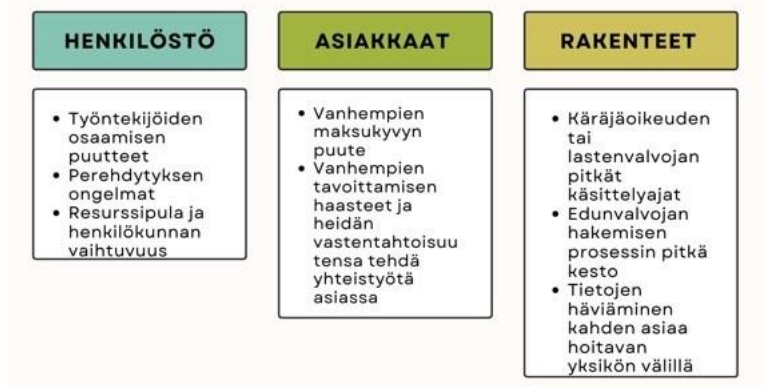 HENKILÖSTÖ
• Työntekijöiden
osaamisen
puutteet
• Perehdytyksen
ongelmat
• Resurssipula ja
henkilökunnan
vaihtuvuus
ASIAKKAAT
• Vanhempien
maksukyvyn
puute
• Vanhempien
tavoittamisen
haasteet ja
heidän
vastentahtoisuu
tensa tehdä
yhteistyötä
asiassa
RAKENTEET
• Käräjäoikeuden
tai
lastenvalvojan
pitkät
käsittelyajat
• Edunvalvojan
hakemisen
prosessin pitkä
kesto
• Tietojen
häviäminen
kahden asiaa
hoitavan
yksikön välillä